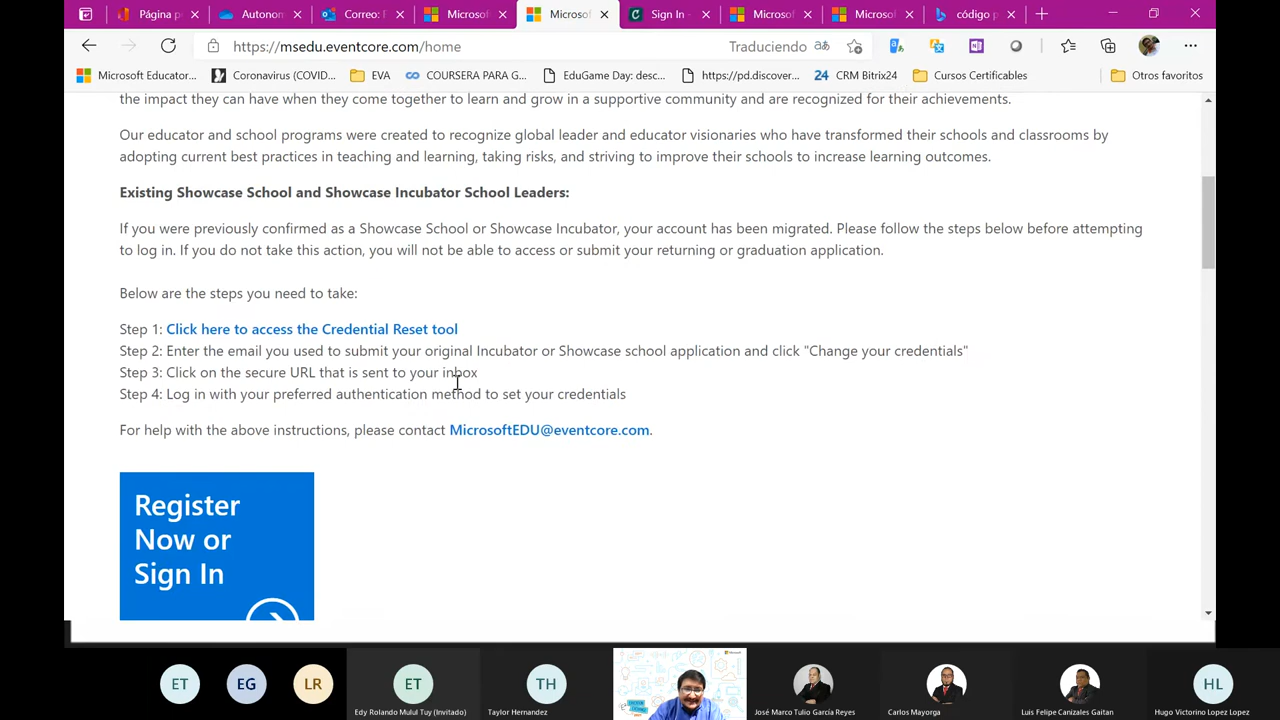 Página p
Autonom
Correo: F
Microsof
Microsof
Sign In -
Microsof
Microsof
código p
https://msedu.eventcore.com/home
Traduciendo
Microsoft Educator...
Coronavirus (COVID...
EVA
COURSERA PARA G...
EduGame Day: desc...
https://pd.discover...
24 CRM Bitrix24
Cursos Certificables
Otros favoritos
the impact they can have when they come together to learn and grow in a supportive community and are recognized for their achievements.
Our educator and school programs were created to recognize global leader and educator visionaries who have transformed their schools and classrooms by
adopting current best practices in teaching and learning, taking risks, and striving to improve their schools to increase learning outcomes.
Existing Showcase School and Showcase Incubator School Leaders:
If you were previously confirmed as a Showcase School or Showcase Incubator, your account has been migrated. Please follow the steps below before attempting
to log in. If you do not take this action, you will not be able to access or submit your returning or graduation application.
Below are the steps you need to take:
Step 1: Click here to access the Credential Reset tool
Step 2: Enter the email you used to submit your original Incubator or Showcase school application and click "Change your credentials"
Step 3: Click on the secure URL that is sent to your inbox
Step 4: Log in with your preferred authentication method to set your credentials
For help with the above instructions, please contact MicrosoftEDU@eventcore.com.
Register
Now or
Sign In
ET
EG
LR
ET
TH
HL
Edy Rolando Mulul Tuy (Invitado)
Taylor Hernandez
José Marco Tulio García Reyes
Carlos Mayorga
Luis Felipe Canizales Gaitan
Hugo Victorino Lopez Lopez